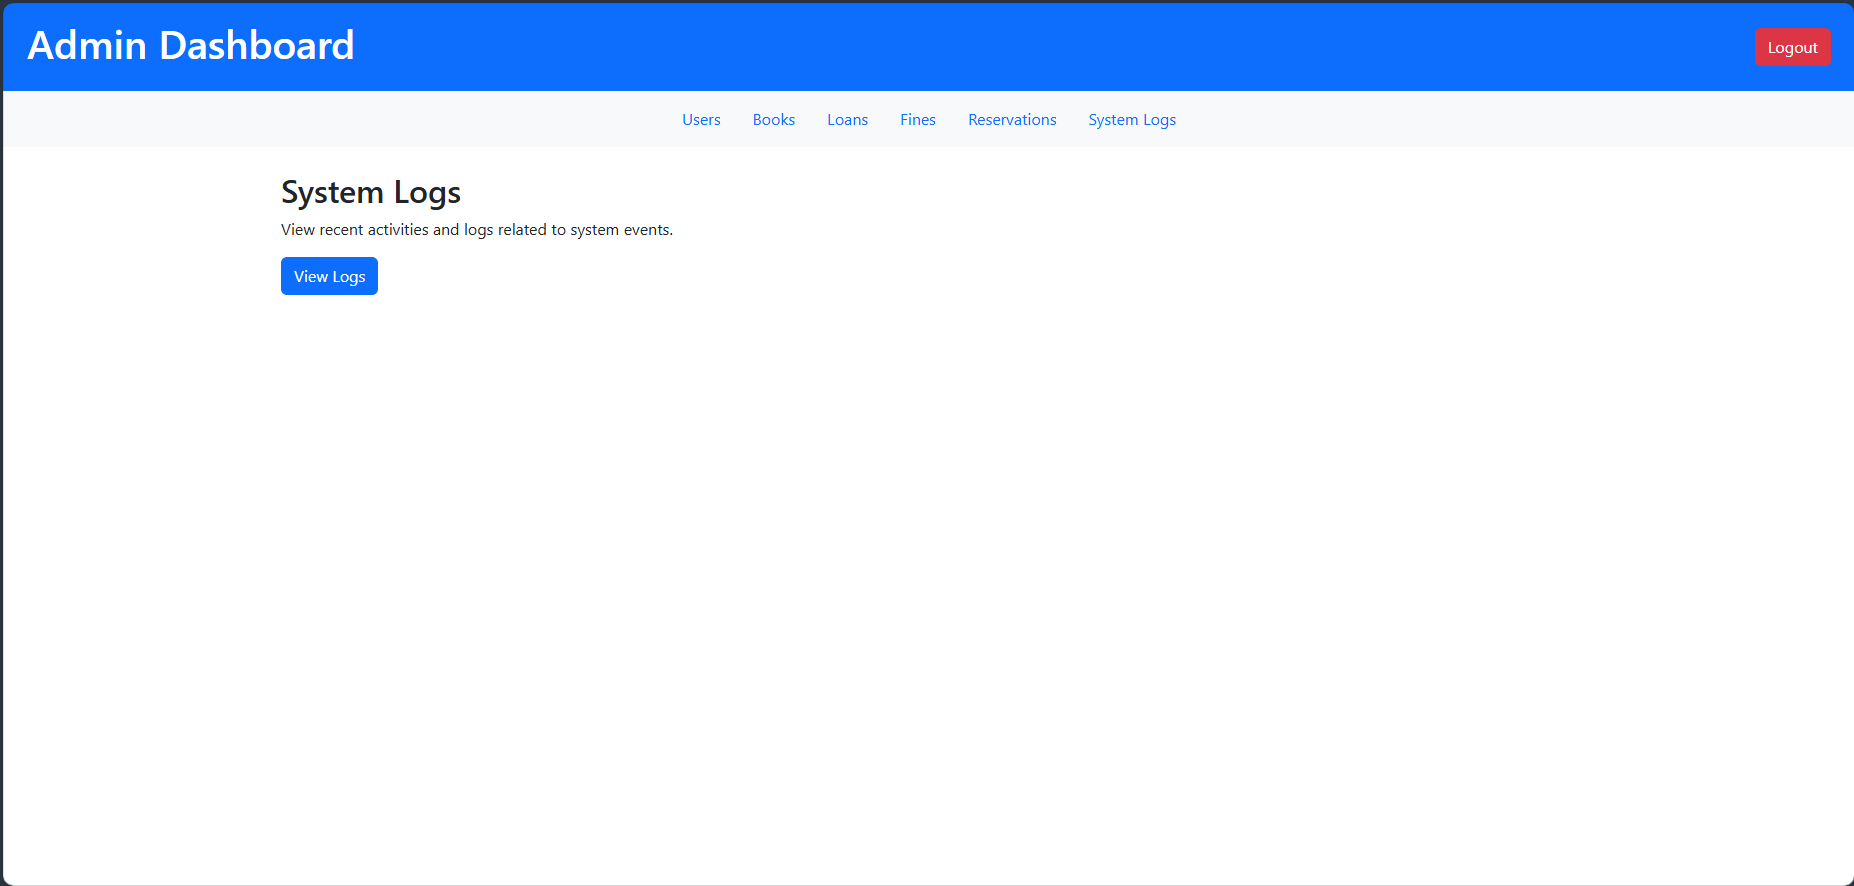 Admin Dashboard
Logout
Users Books Loans Fines Reservations System Logs
System Logs
View recent activities and logs related to system events.
View Logs